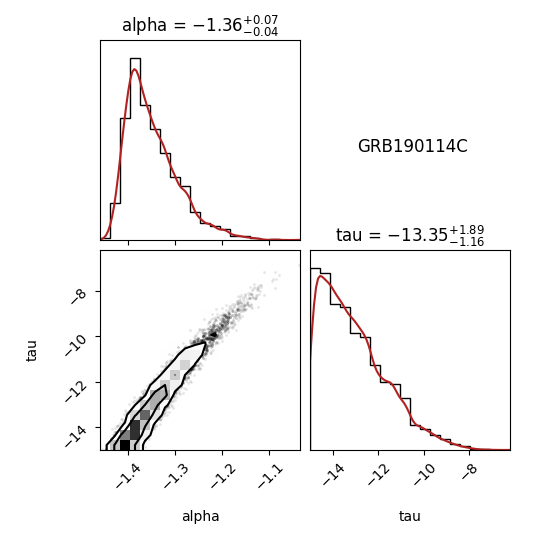 alpha = −1.36^{+0.07}_{−0.04}
GRB190114C
tau = −13.35^{+1.89}_{−1.16}
tau
−8
−10
−12
−14
−1.4 −1.3 −1.2 −1.1
−14 −12 −10 −8
alpha tau